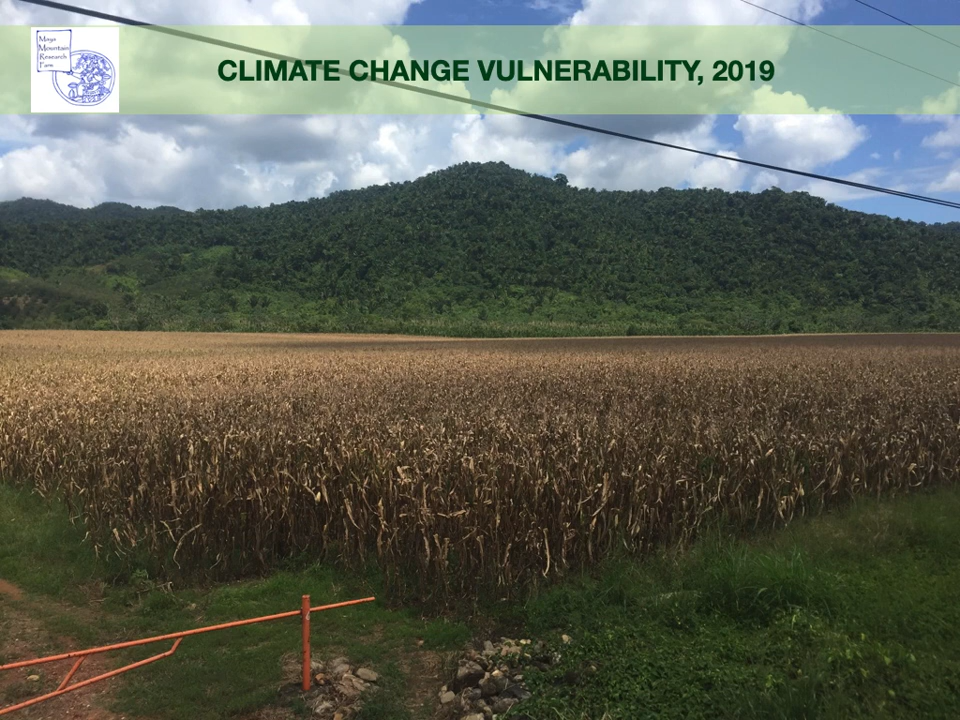 Maya
Mountain
Research
Farm
CLIMATE CHANGE VULNERABILITY, 2019